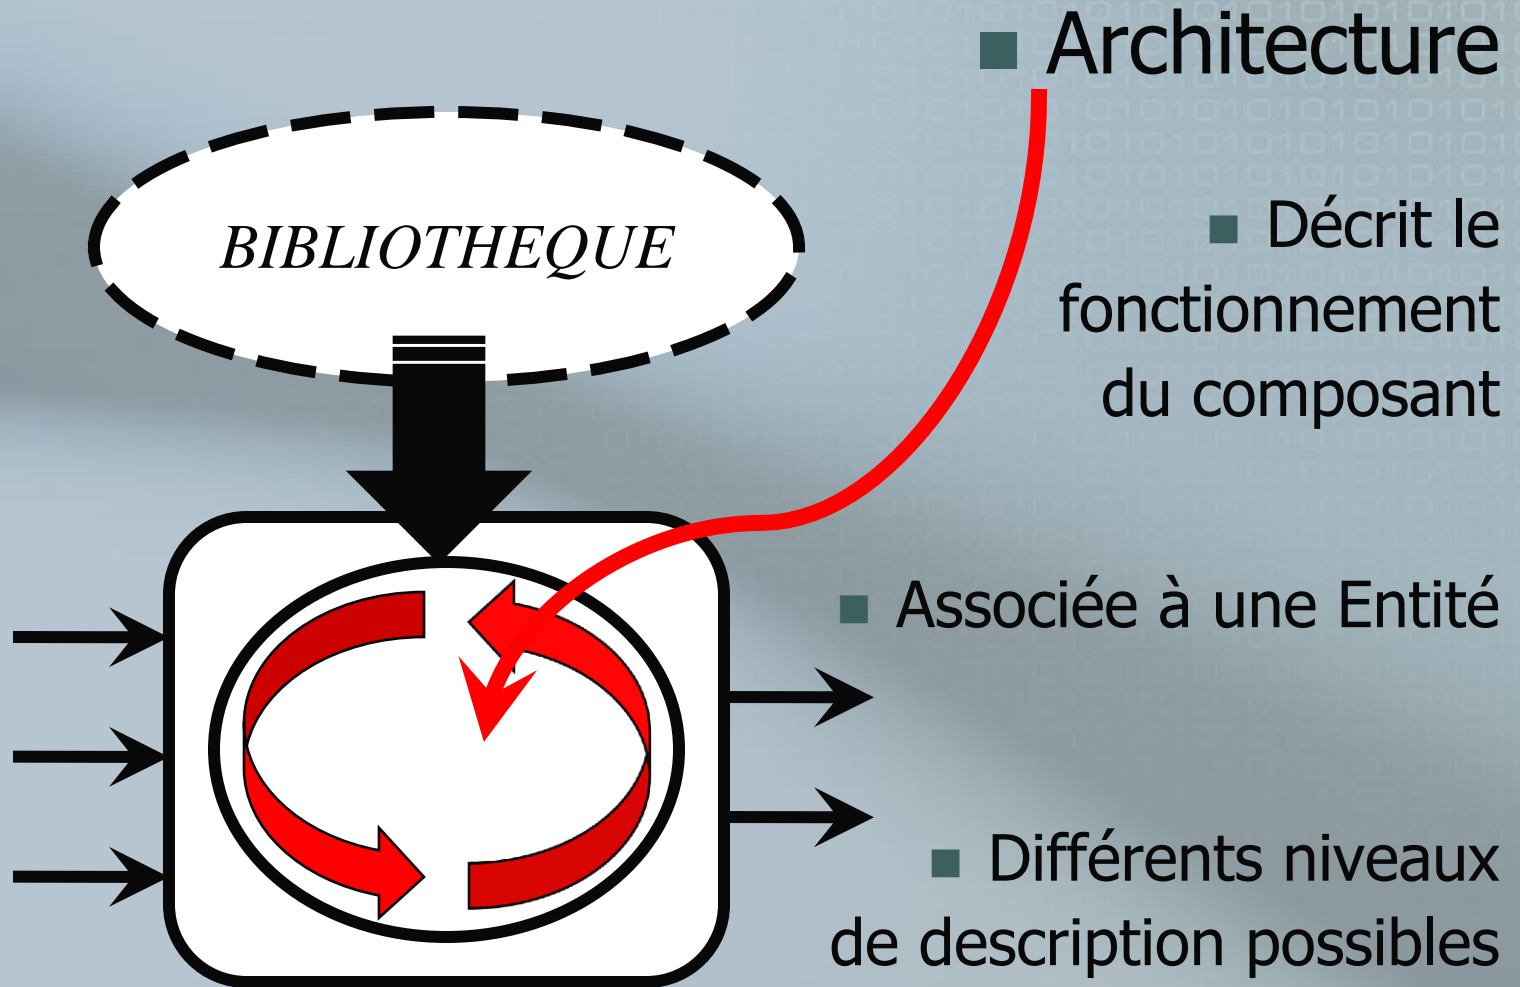 Architecture
BIBLIOTHEQUE
Décrit le
fonctionnement
du composant
Associée à une Entité
Différents niveaux
de description possibles